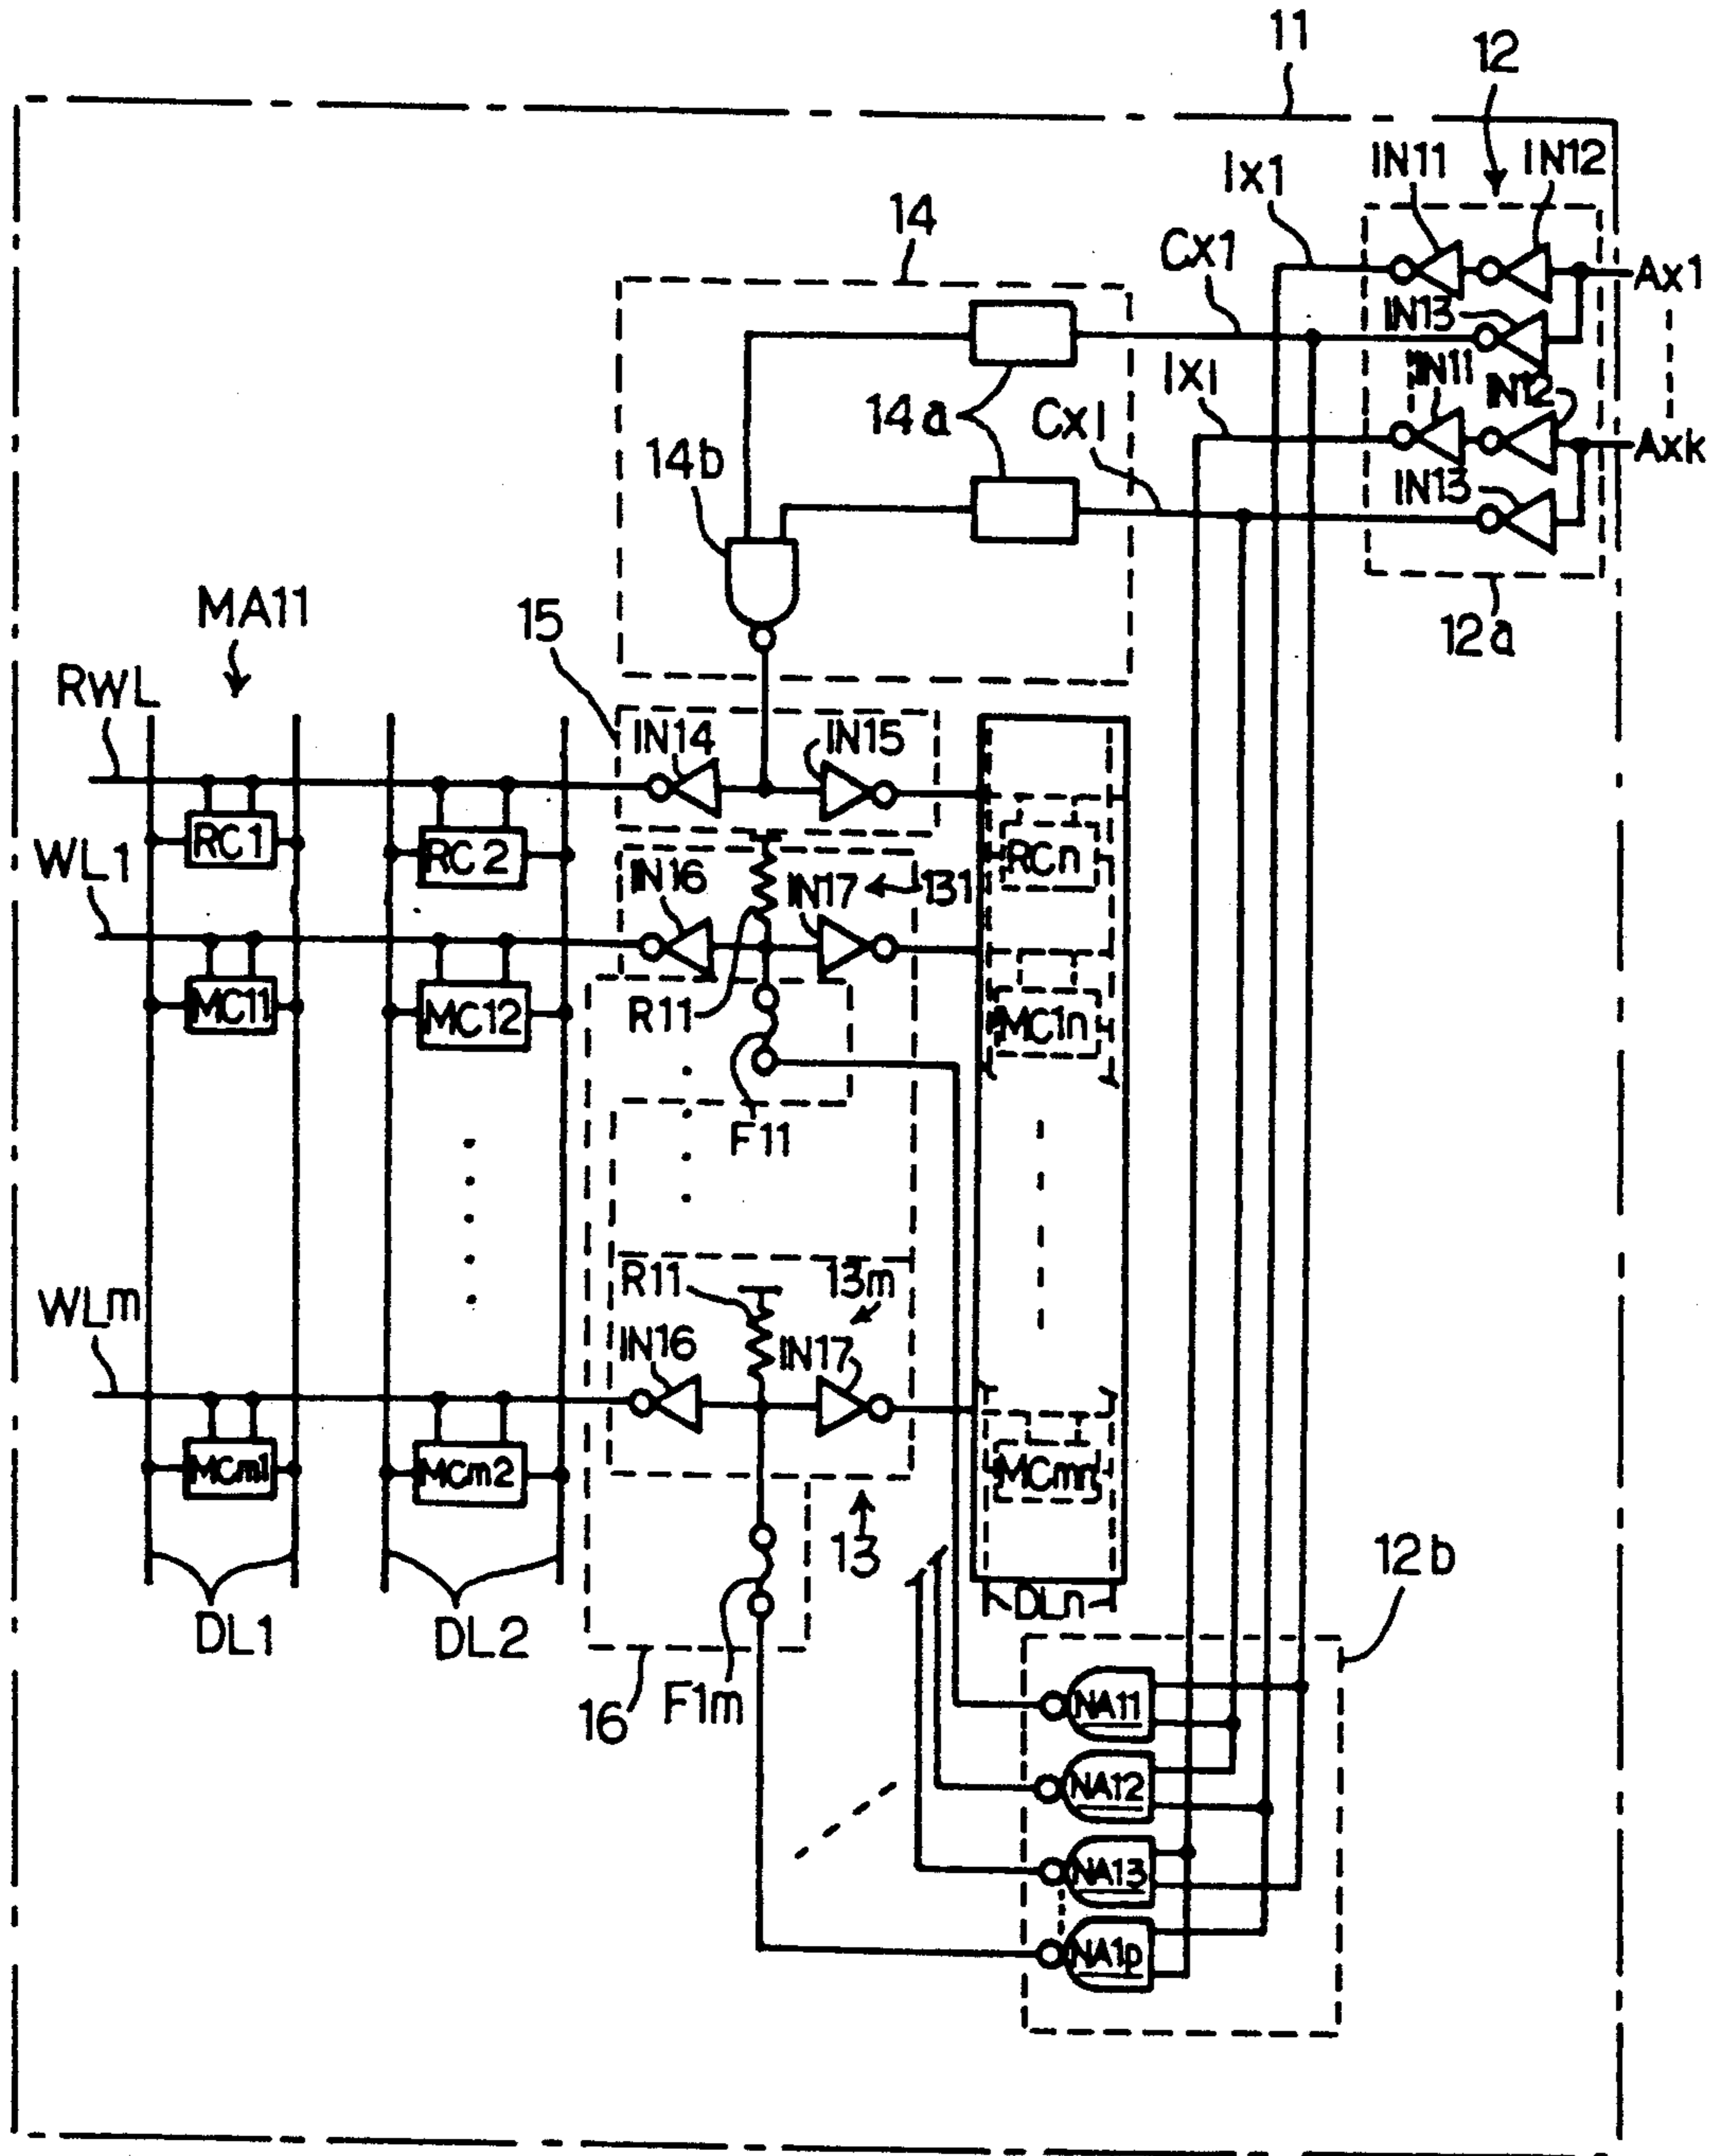 11
12
IN11
IN12
Ix1
14
Cx1
Ax1
IN13
IN11
IN12
Ix1
14a
Cx1
Axk
14b
IN13
MA11
15
12a
RWL
IN14
IN15
RC1
RC2
RCn
WL1
IN16
IN17
131
MC11
MC12
R11
MC1n
F11
WLm
R11
13m
IN16
IN17
MCm1
MCm2
MCmn
13
12b
DL1
DL2
DLn
16
F1m
NA11
NA12
NA13
NA1p